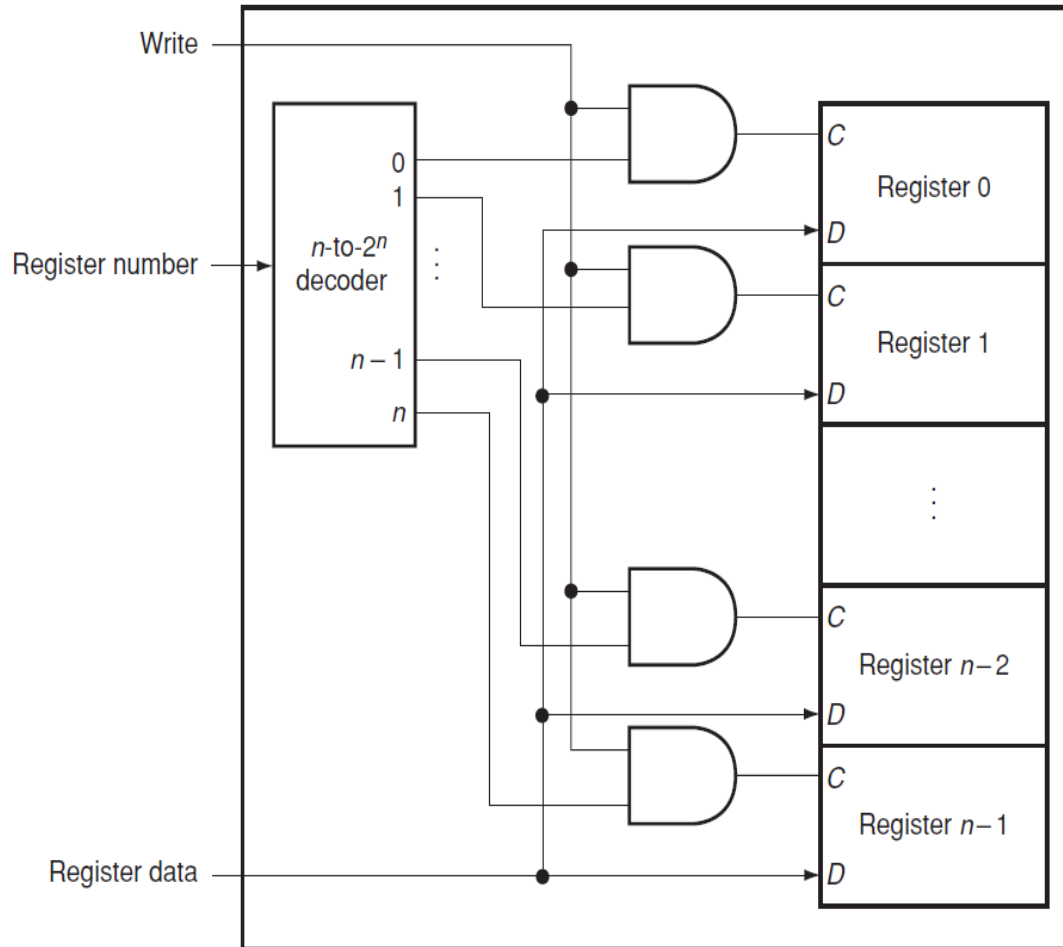 Write
0
1
n-to-2ⁿ
decoder
⋮
n – 1
n
Register number
Register data
C
Register 0
D
C
Register 1
D
⋮
C
Register n – 2
D
C
Register n – 1
D